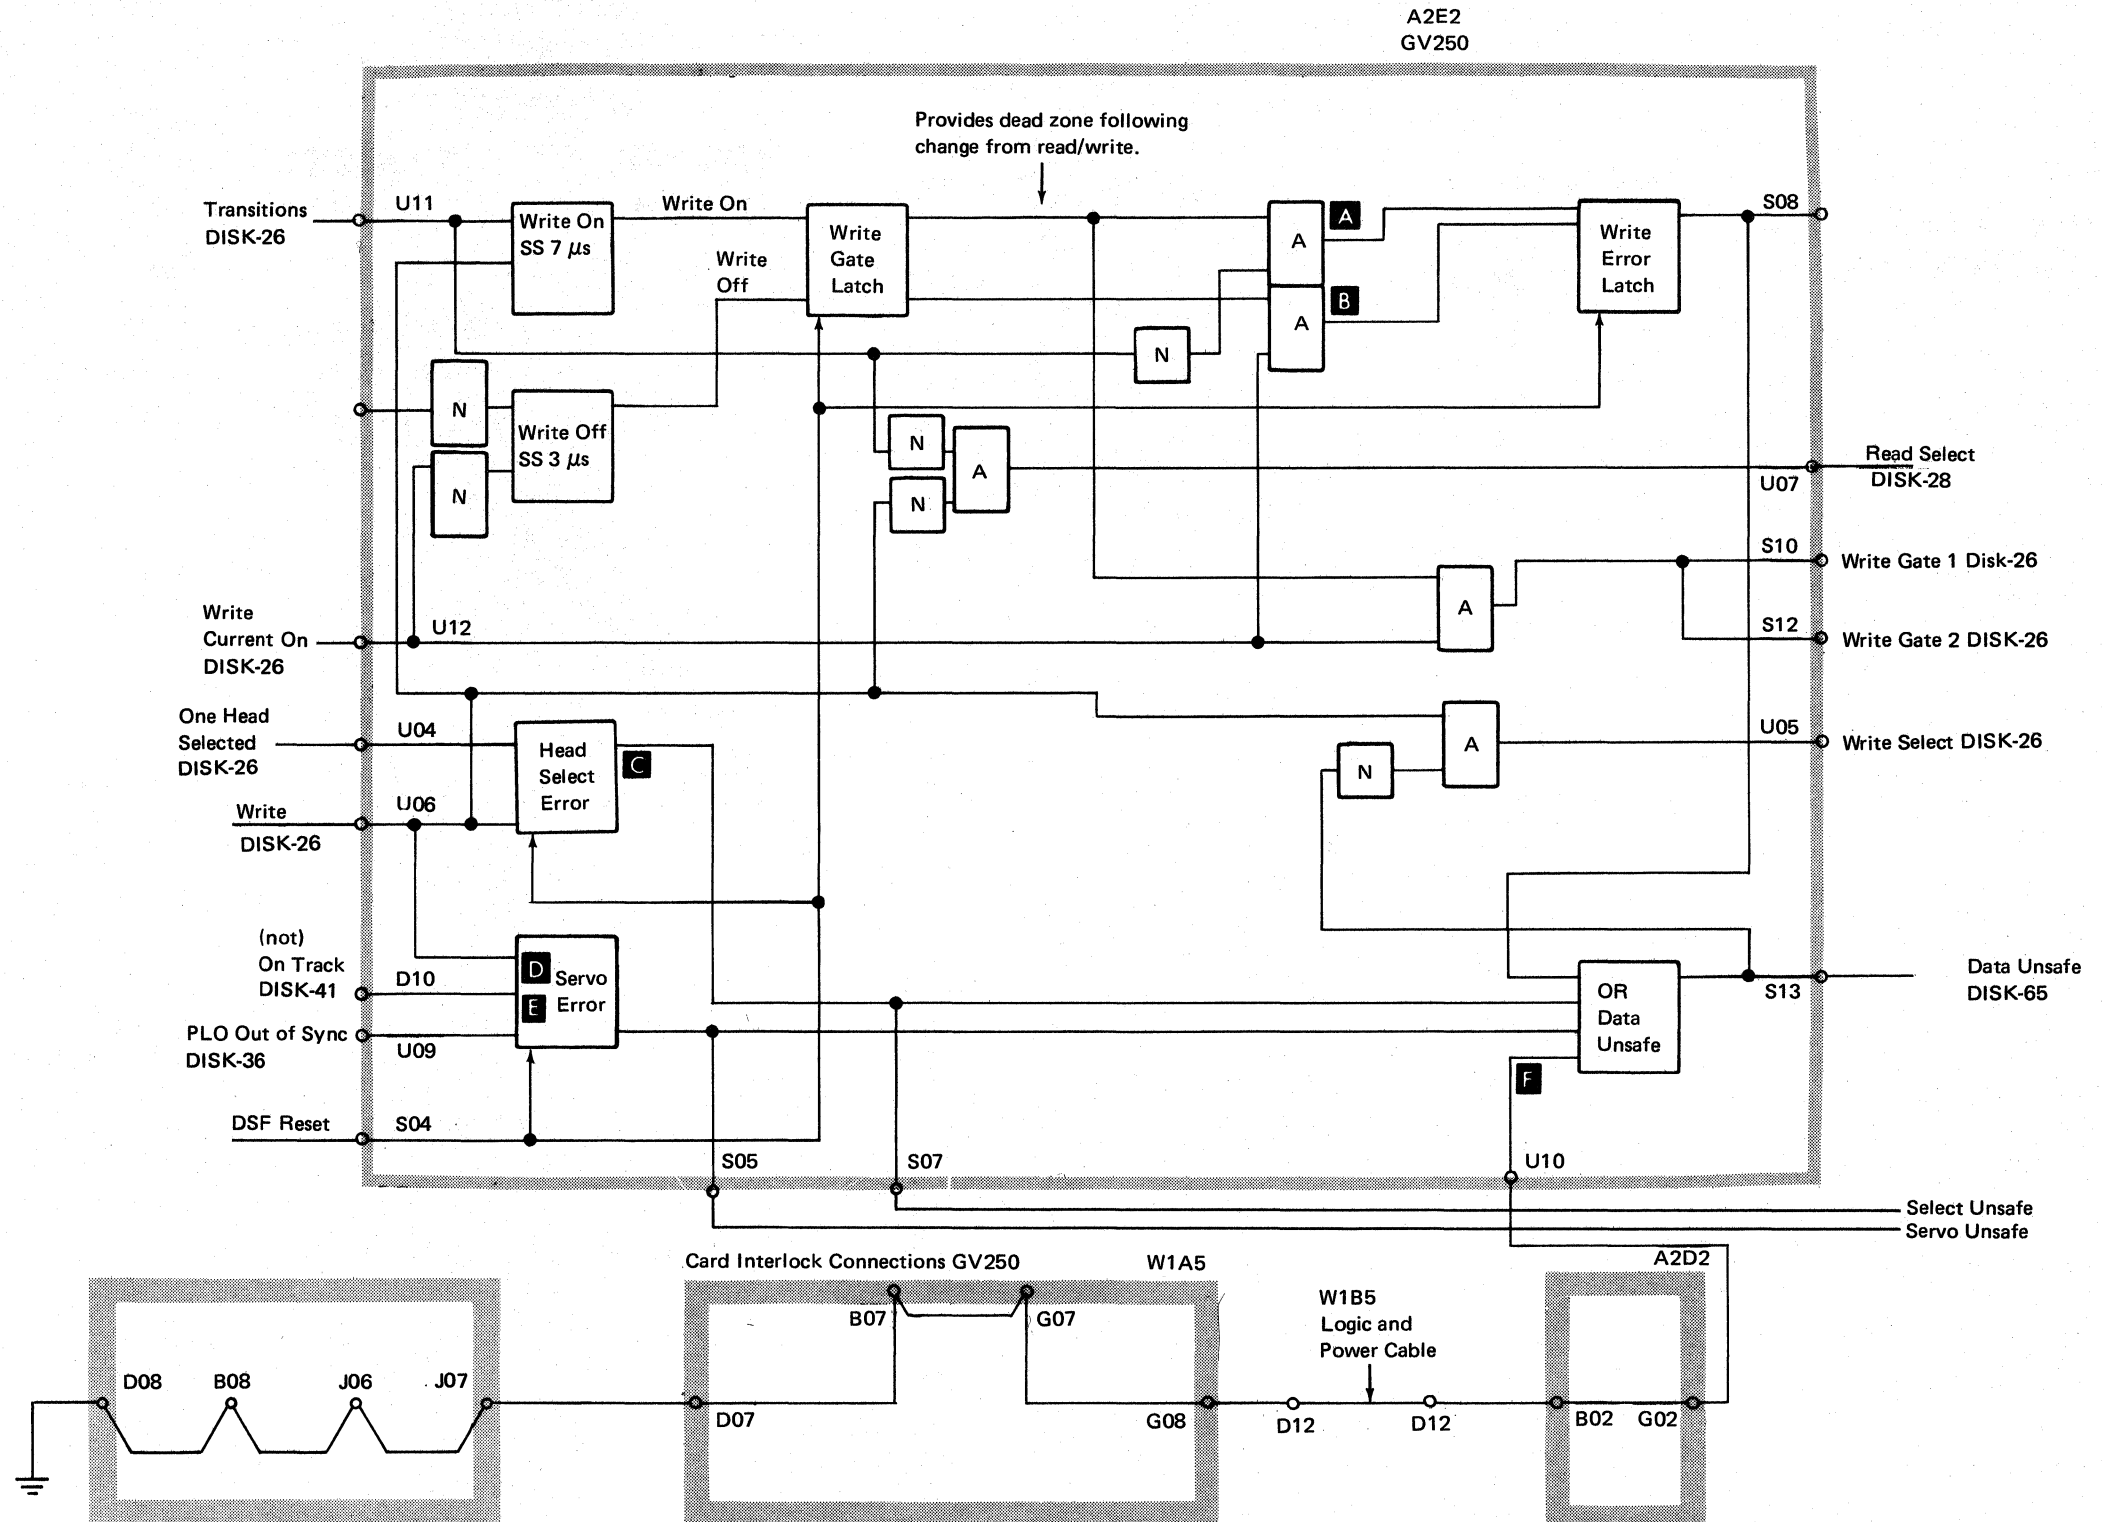 A2E2
GV250
Provides dead zone following
change from read/write.
Transitions
DISK-26
U11
Write On
SS 7 μs
Write On
Write
Off
Write
Gate
Latch
A
A
B
A
Write
Error
Latch
S08
N
N
N
Write Off
SS 3 μs
N
N
A
Read Select
DISK-28
U07
S10
Write Gate 1 Disk-26
A
S12
Write Gate 2 DISK-26
Write
Current On
DISK-26
U12
One Head
Selected
DISK-26
U04
Head
Select
Error
C
A
N
U05
Write Select DISK-26
Write
DISK-26
U06
(not)
On Track
DISK-41
D10
D
E
Servo
Error
PLO Out of Sync
DISK-36
U09
OR
Data
Unsafe
S13
Data Unsafe
DISK-65
F
DSF Reset
S04
S05
S07
U10
Select Unsafe
Servo Unsafe
Card Interlock Connections GV250
W1A5
A2D2
B07
G07
W1B5
Logic and
Power Cable
D08
B08
J06
J07
D07
G08
D12
D12
B02
G02